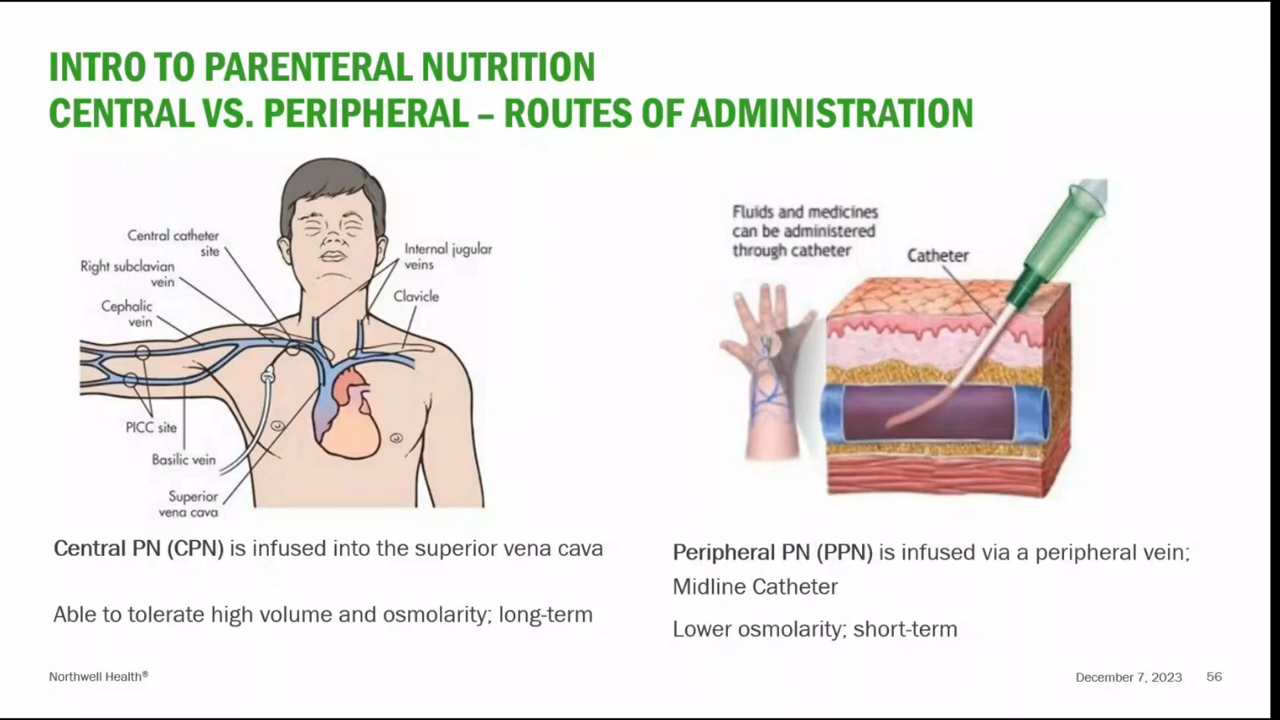 INTRO TO PARENTERAL NUTRITION
CENTRAL VS. PERIPHERAL – ROUTES OF ADMINISTRATION
Central catheter
site
Right subclavian
vein
Cephalic
vein
Internal jugular
veins
Clavicle
PICC site
Basilic vein
Superior
vena cava
Fluids and medicines
can be administered
through catheter
Catheter
Central PN (CPN) is infused into the superior vena cava
Able to tolerate high volume and osmolarity; long-term
Peripheral PN (PPN) is infused via a peripheral vein;
Midline Catheter
Lower osmolarity; short-term
Northwell Health®
December 7, 2023
56